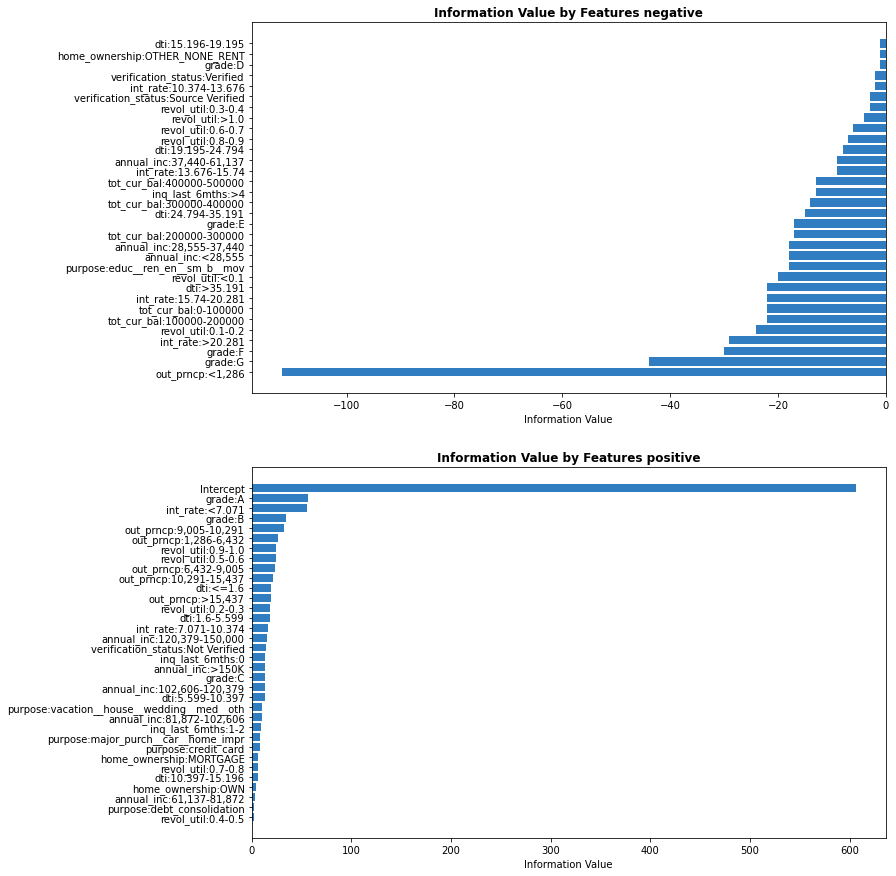 Information Value by Features negative
dti:15.196-19.195
home_ownership:OTHER_NONE_RENT
grade:D
verification_status:Verified
int_rate:10.374-13.676
verification_status:Source Verified
revol_util:0.3-0.4
revol_util:>1.0
revol_util:0.6-0.7
revol_util:0.8-0.9
dti:19.195-24.794
annual_inc:37,440-61,137
int_rate:13.676-15.74
tot_cur_bal:400000-500000
inq_last_6mths:>4
tot_cur_bal:300000-400000
dti:24.794-35.191
grade:E
tot_cur_bal:200000-300000
annual_inc:28,555-37,440
annual_inc:<28,555
purpose:educ__ren_en__sm_b__mov
revol_util:<0.1
dti:>35.191
int_rate:15.74-20.281
tot_cur_bal:0-100000
tot_cur_bal:100000-200000
revol_util:0.1-0.2
int_rate:>20.281
grade:F
grade:G
out_prncp:<1,286
−100 −80 −60 −40 −20 0
Information Value
Information Value by Features positive
Intercept
grade:A
int_rate:<7.071
grade:B
out_prncp:9,005-10,291
out_prncp:1,286-6,432
revol_util:0.9-1.0
revol_util:0.5-0.6
out_prncp:6,432-9,005
out_prncp:10,291-15,437
dti:<=1.6
out_prncp:>15,437
revol_util:0.2-0.3
dti:1.6-5.599
int_rate:7.071-10.374
annual_inc:120,379-150,000
verification_status:Not Verified
inq_last_6mths:0
annual_inc:>150K
grade:C
annual_inc:102,606-120,379
dti:5.599-10.397
purpose:vacation__house__wedding__med__oth
annual_inc:81,872-102,606
inq_last_6mths:1-2
purpose:major_purch__car__home_impr
purpose:credit_card
home_ownership:MORTGAGE
revol_util:0.7-0.8
dti:10.397-15.196
home_ownership:OWN
annual_inc:61,137-81,872
purpose:debt_consolidation
revol_util:0.4-0.5
0 100 200 300 400 500 600
Information Value